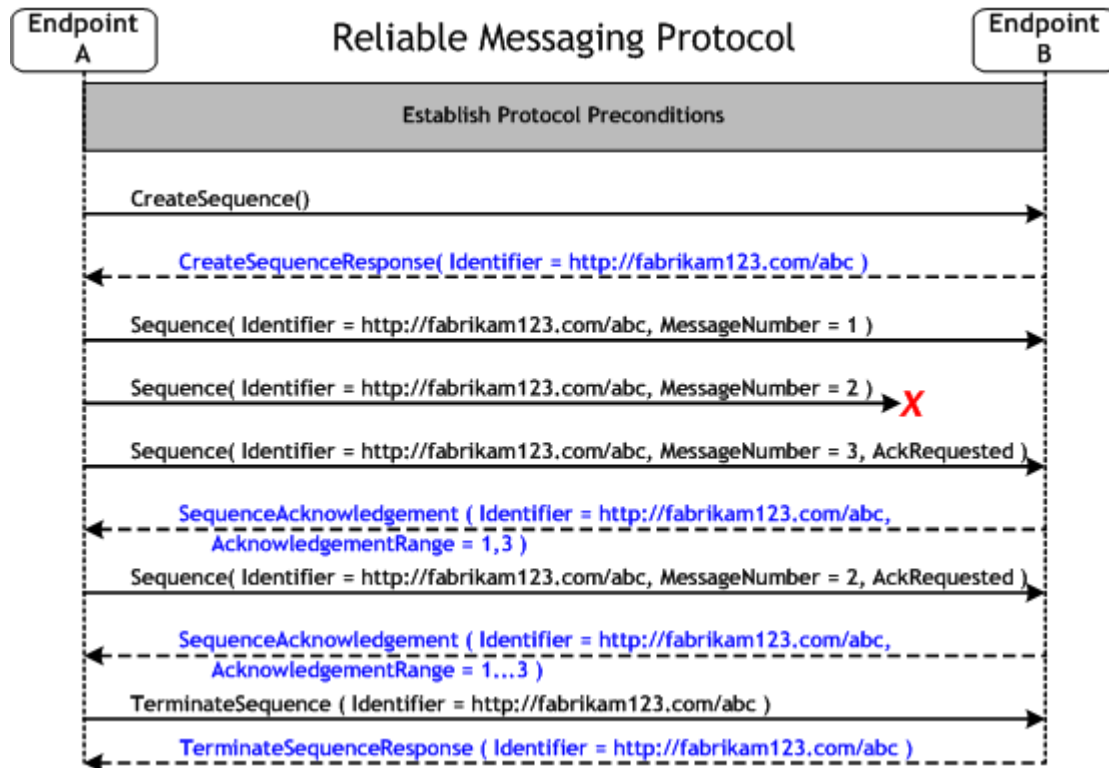 Endpoint
A
Reliable Messaging Protocol
Endpoint
B
Establish Protocol Preconditions
CreateSequence()
CreateSequenceResponse( Identifier = http://fabrikam123.com/abc )
Sequence( Identifier = http://fabrikam123.com/abc, MessageNumber = 1 )
Sequence( Identifier = http://fabrikam123.com/abc, MessageNumber = 2 )
X
Sequence( Identifier = http://fabrikam123.com/abc, MessageNumber = 3, AckRequested )
SequenceAcknowledgement ( Identifier = http://fabrikam123.com/abc,
AcknowledgementRange = 1,3 )
Sequence( Identifier = http://fabrikam123.com/abc, MessageNumber = 2, AckRequested )
SequenceAcknowledgement ( Identifier = http://fabrikam123.com/abc,
AcknowledgementRange = 1...3 )
TerminateSequence ( Identifier = http://fabrikam123.com/abc )
TerminateSequenceResponse ( Identifier = http://fabrikam123.com/abc )